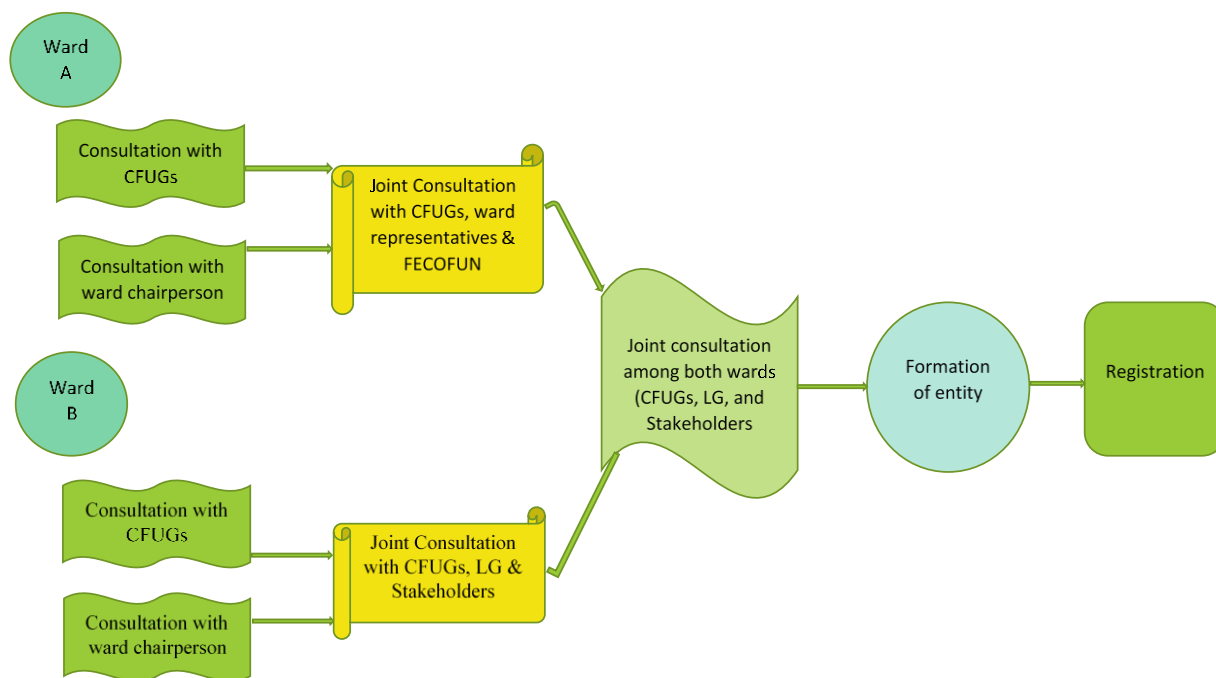 Ward
A
Consultation with
CFUGs
Consultation with
ward chairperson
Joint Consultation
with CFUGs, ward
representatives &
FECOFUN
Ward
B
Consultation with
CFUGs
Consultation with
ward chairperson
Joint Consultation
with CFUGs, LG &
Stakeholders
Joint consultation
among both wards
(CFUGs, LG, and
Stakeholders
Formation
of entity
Registration